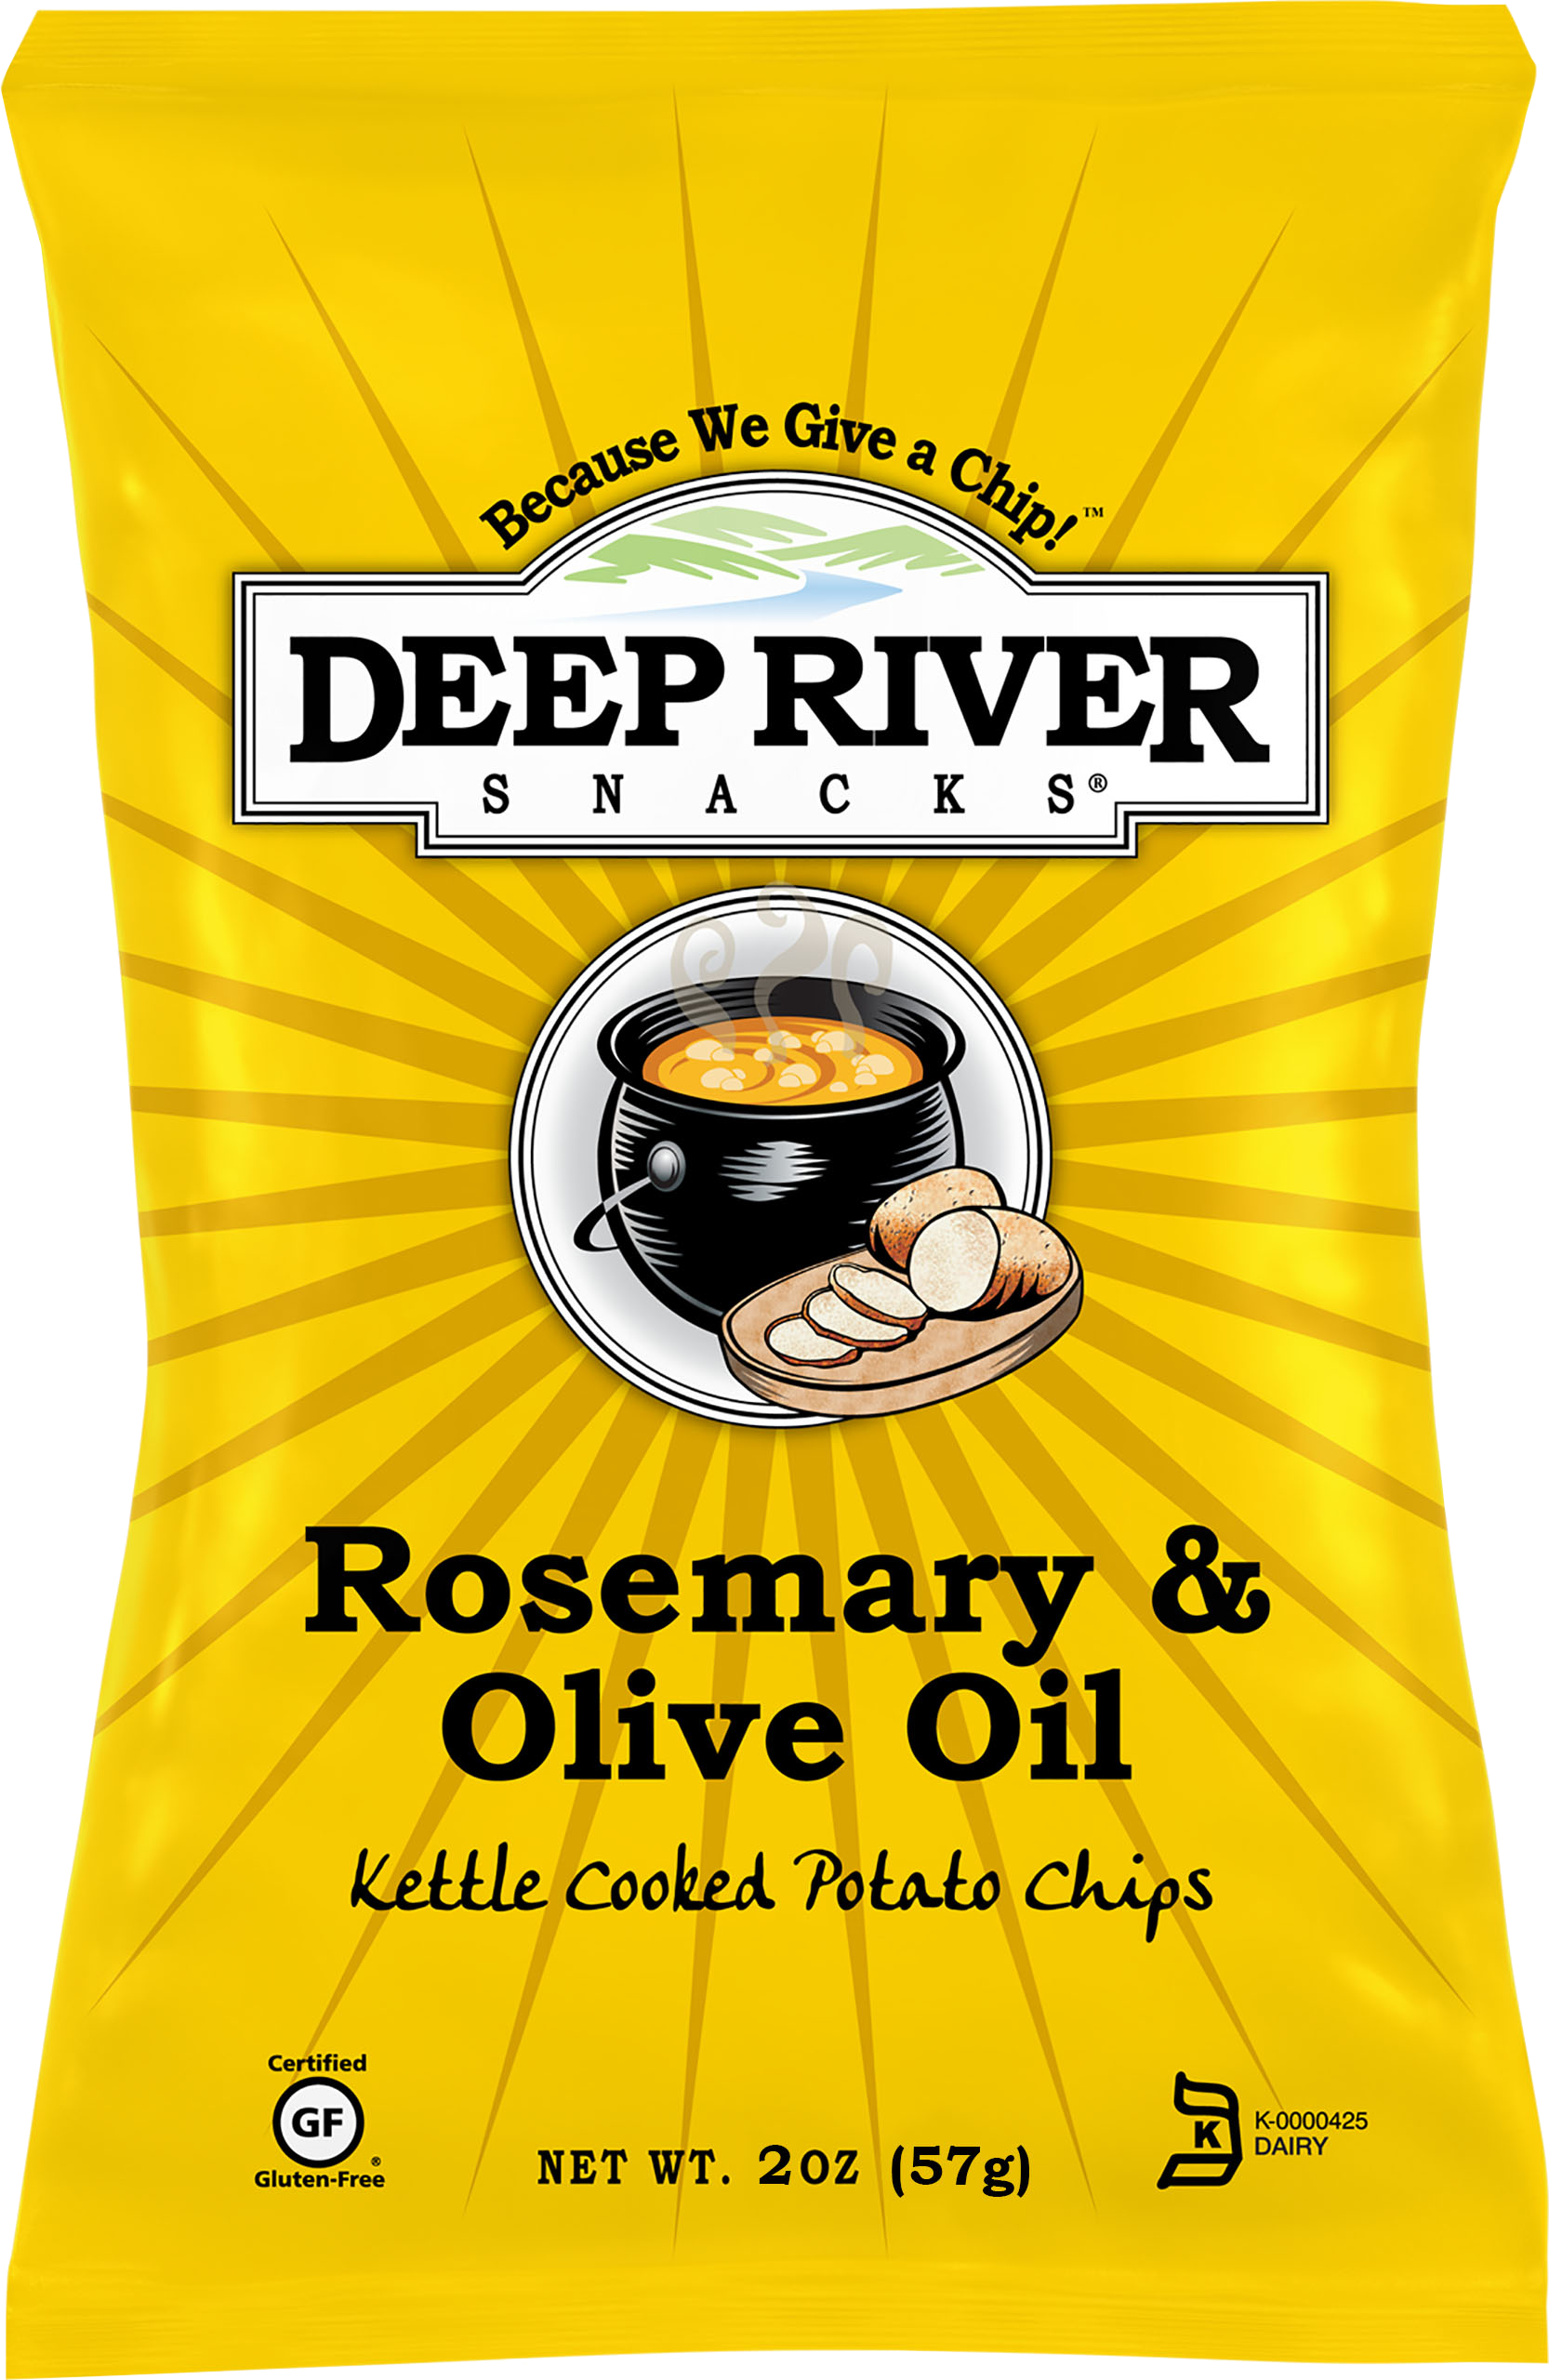 Because We Give a Chip!™
DEEP RIVER
SNACKS®
Rosemary &
Olive Oil
Kettle Cooked Potato Chips
Certified
GF
®
Gluten-Free
NET WT. 2OZ (57g)
K
K-0000425
DAIRY